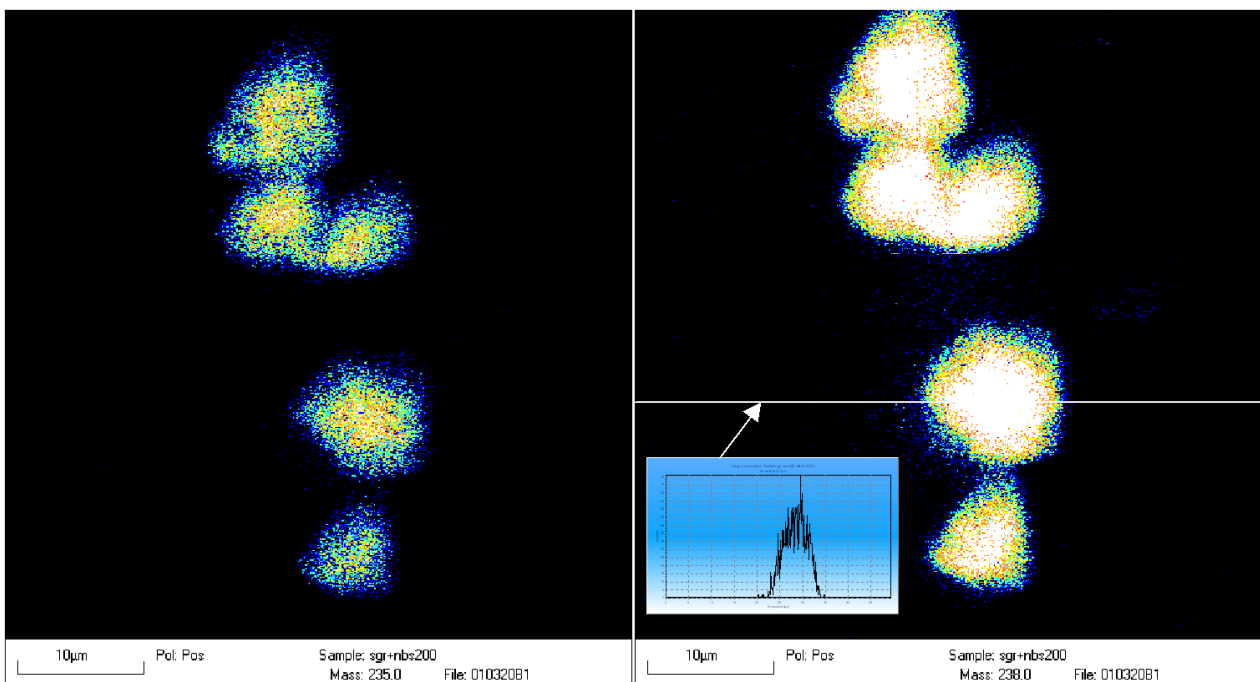 10µm Pol: Pos Sample: sgr+nbs200
Mass: 235.0 File: 010320B1
10µm Pol: Pos Sample: sgr+nbs200
Mass: 238.0 File: 010320B1